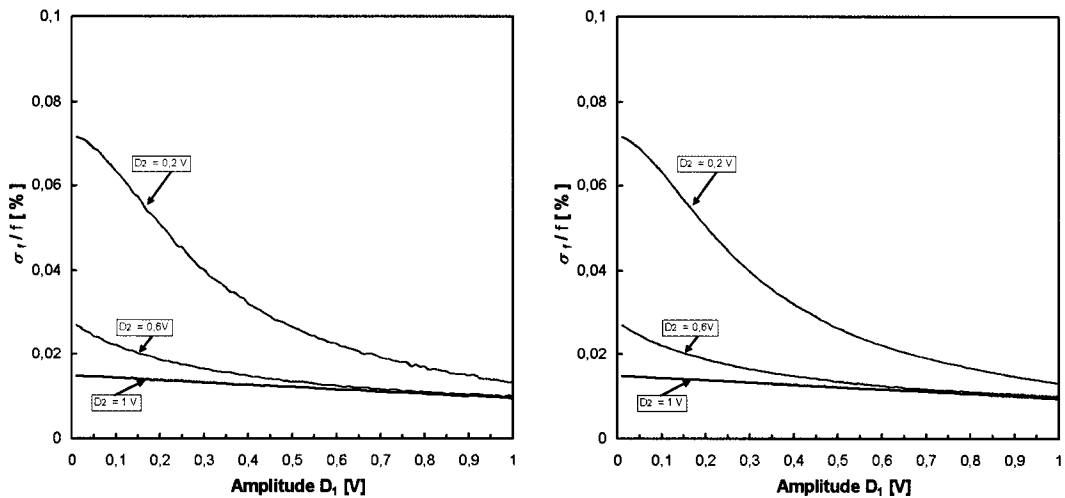 0,1
0,08
0,06
0,04
0,02
0
σ f / f [ % ]
D2 = 0,2 V
D2 = 0,6V
D2 = 1 V
0 0,1 0,2 0,3 0,4 0,5 0,6 0,7 0,8 0,9 1
Amplitude D1 [V]
0,1
0,08
0,06
0,04
0,02
0
σ f / f [ % ]
D2 = 0,2 V
D2 = 0,6V
D2 = 1 V
0 0,1 0,2 0,3 0,4 0,5 0,6 0,7 0,8 0,9 1
Amplitude D1 [V]